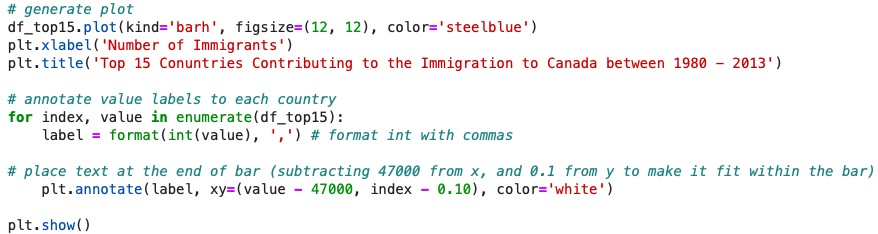 # generate plot
df_top15.plot(kind='barh', figsize=(12, 12), color='steelblue')
plt.xlabel('Number of Immigrants')
plt.title('Top 15 Conuntries Contributing to the Immigration to Canada between 1980 - 2013')

# annotate value labels to each country
for index, value in enumerate(df_top15):
    label = format(int(value), ',') # format int with commas

# place text at the end of bar (subtracting 47000 from x, and 0.1 from y to make it fit within the bar)
    plt.annotate(label, xy=(value - 47000, index - 0.10), color='white')

plt.show()